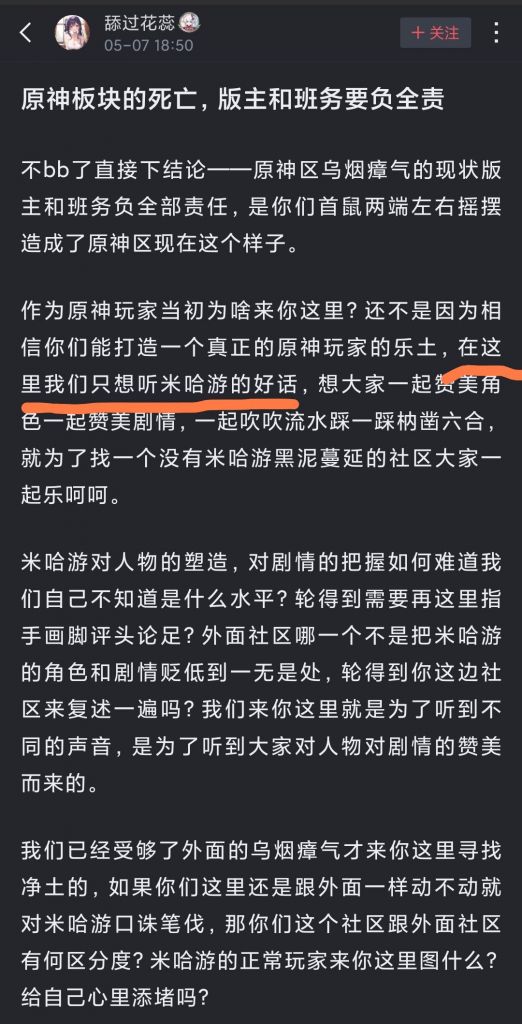 舔过花蕊
05-07 18:50
+ 关注
原神板块的死亡，版主和班务要负全责
不bb了直接下结论——原神区乌烟瘴气的现状版
主和班务负全部责任，是你们首鼠两端左右摇摆
造成了原神区现在这个样子。
作为原神玩家当初为啥来你这里？还不是因为相
信你们能打造一个真正的原神玩家的乐土，在这
里我们只想听米哈游的好话，想大家一起赞美角
色一起赞美剧情，一起吹吹流水踩一踩枘凿六合，
就为了找一个没有米哈游黑泥蔓延的社区大家一
起乐呵呵。
米哈游对人物的塑造，对剧情的把握如何难道我
们自己不知道是什么水平？轮得到需要再这里指
手画脚评头论足？外面社区哪一个不是把米哈游
的角色和剧情贬低到一无是处，轮得到你这边社
区来复述一遍吗？我们来你这里就是为了听到不
同的声音，是为了听到大家对人物对剧情的赞美
而来的。
我们已经受够了外面的乌烟瘴气才来你这里寻找
净土的，如果你们这里还是跟外面一样动不动就
对米哈游口诛笔伐，那你们这个社区跟外面社区
有何区分度？米哈游的正常玩家来你这里图什么？
给自己心里添堵吗？